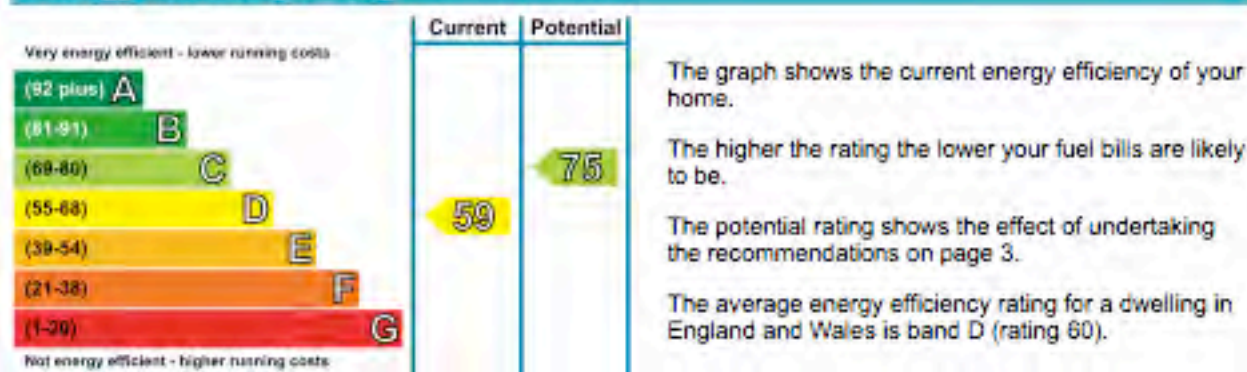 Current Potential
Very energy efficient - lower running costs
(92 plus) A
(81-91) B
(69-80) C
75
(55-68) D
59
(39-54) E
(21-38) F
(1-20) G
Not energy efficient - higher running costs
The graph shows the current energy efficiency of your
home.
The higher the rating the lower your fuel bills are likely
to be.
The potential rating shows the effect of undertaking
the recommendations on page 3.
The average energy efficiency rating for a dwelling in
England and Wales is band D (rating 60).